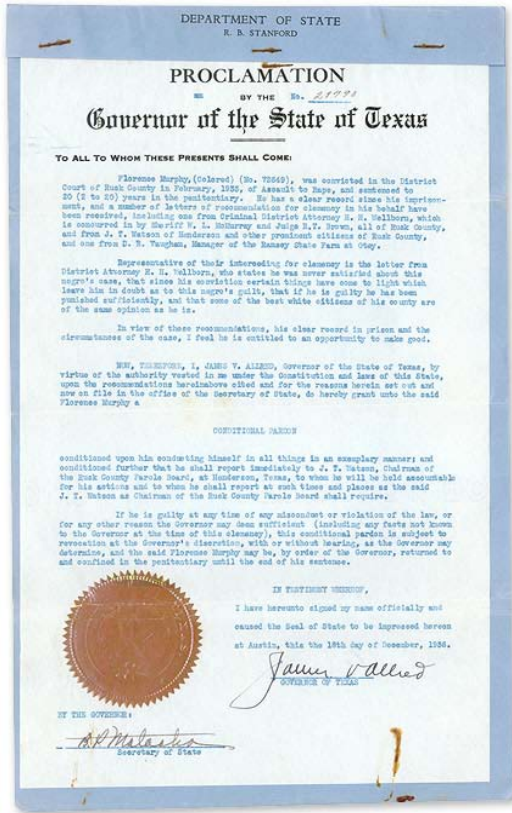 DEPARTMENT OF STATE
R. B. STANFORD
PROCLAMATION
BY THE No.
Governor of the State of Texas
TO ALL TO WHOM THESE PRESENTS SHALL COME:
Florence Murphy, (Colored) (No. 72549), was convicted in the District
Court of Rusk County in February, 1933, of Assault to Rape, and sentenced to
20 (2 to 20) years in the penitentiary. He has a clear record since his imprison-
ment, and a number of letters of recommendation for clemency in his behalf have
been received, including one from Criminal District Attorney H. H. Wellborn, which
is concurred in by Sheriff W. L. McMurray and Judge R.T. Brown, all of Rusk County,
and from J. T. Watson of Henderson and other prominent citizens of Rusk County,
and one from D. R. Vaughan, Manager of the Ramsey State Farm at Otey.
Representative of their interceding for clemency is the letter from
District Attorney H. H. Wellborn, who states he was never satisfied about this
negro's case, that since his conviction certain things have come to light which
leave him in doubt as to this negro's guilt, that if he is guilty he has been
punished sufficiently, and that some of the best white citizens of his county are
of the same opinion as he is.
In view of these recommendations, his clear record in prison and the
circumstances of the case, I feel he is entitled to an opportunity to make good.
NOW, THEREFORE, I, JAMES V. ALLRED, Governor of the State of Texas, by
virtue of the authority vested in me under the Constitution and laws of this State,
upon the recommendations hereinabove cited and for the reasons herein set out and
now on file in the office of the Secretary of State, do hereby grant unto the said
Florence Murphy a
CONDITIONAL PARDON
conditioned upon him conducting himself in all things in an exemplary manner; and
conditioned further that he shall report immediately to J. T. Watson, Chairman of
the Rusk County Parole Board, at Henderson, Texas, to whom he will be held accountable
for his actions and to whom he shall report at such times and places as the said
J. T. Watson as Chairman of the Rusk County Parole Board shall require.
If he is guilty at any time of any misconduct or violation of the law, or
for any other reason the Governor may deem sufficient (including any facts not known
to the Governor at the time of this clemency), this conditional pardon is subject to
revocation at the Governor's discretion, with or without hearing, as the Governor may
determine, and the said Florence Murphy may be, by order of the Governor, returned to
and confined in the penitentiary until the end of his sentence.
IN TESTIMONY WHEREOF,
I have hereunto signed my name officially and
caused the Seal of State to be impressed hereon
at Austin, this the 18th day of December, 1936.
James V Allred
GOVERNOR OF TEXAS
BY THE GOVERNOR:
Secretary of State